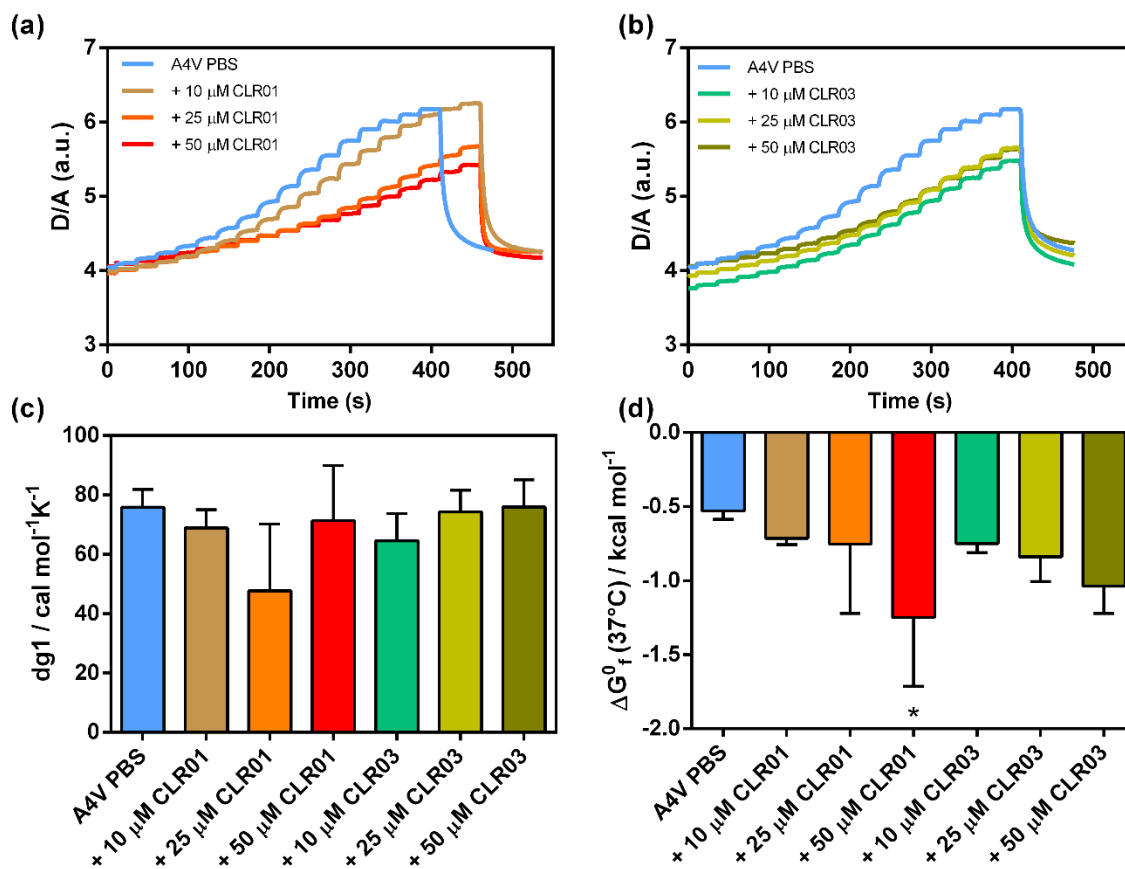 (a)
7
6
5
4
3
D/A (a.u.)
A4V PBS
+ 10 μM CLR01
+ 25 μM CLR01
+ 50 μM CLR01
0 100 200 300 400 500
Time (s)
(b)
7
6
5
4
3
D/A (a.u.)
A4V PBS
+ 10 μM CLR03
+ 25 μM CLR03
+ 50 μM CLR03
0 100 200 300 400 500
Time (s)
(c)
100
80
60
40
20
0
dg1 / cal mol⁻¹K⁻¹
A4V PBS
+ 10 μM CLR01
+ 25 μM CLR01
+ 50 μM CLR01
+ 10 μM CLR03
+ 25 μM CLR03
+ 50 μM CLR03
(d)
0.0
-0.5
-1.0
-1.5
-2.0
ΔG⁰f (37°C) / kcal mol⁻¹
*
A4V PBS
+ 10 μM CLR01
+ 25 μM CLR01
+ 50 μM CLR01
+ 10 μM CLR03
+ 25 μM CLR03
+ 50 μM CLR03